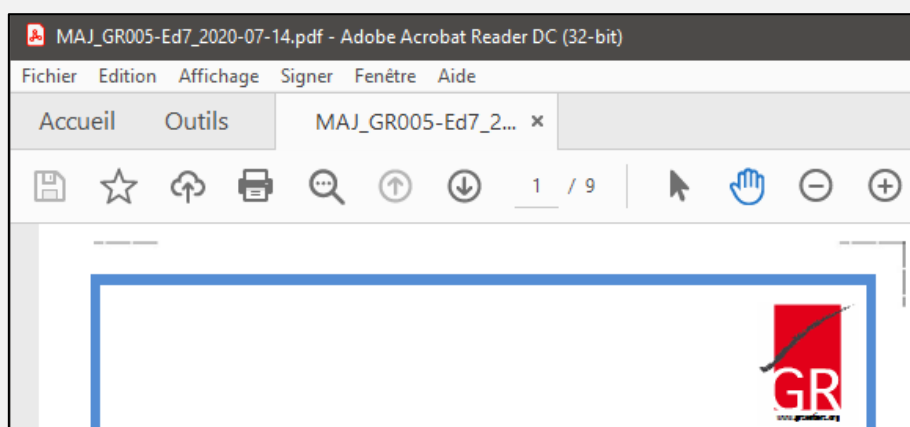 MAJ_GR005-Ed7_2020-07-14.pdf - Adobe Acrobat Reader DC (32-bit)
Fichier Edition Affichage Signer Fenêtre Aide
Accueil Outils MAJ_GR005-Ed7_2... ×
1 / 9
GR